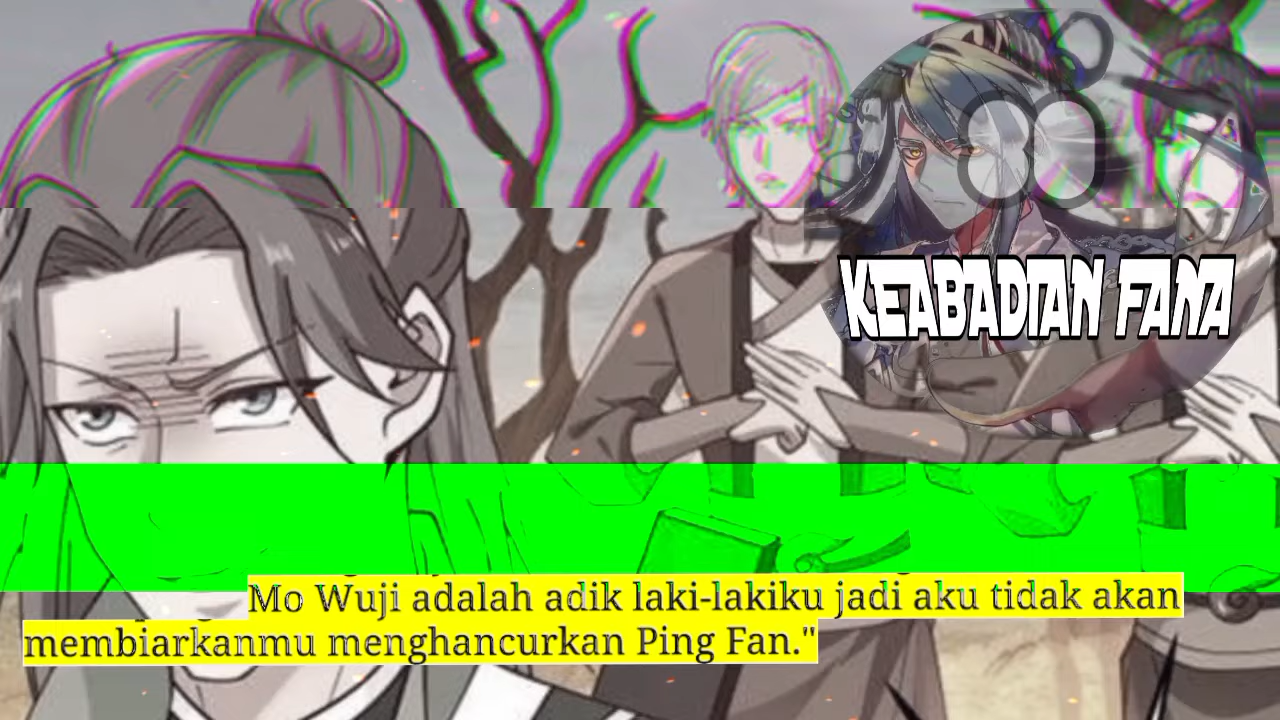 KEABADIAN FANA
Mo Wuji adalah adik laki-lakiku jadi aku tidak akan
membiarkanmu menghancurkan Ping Fan."